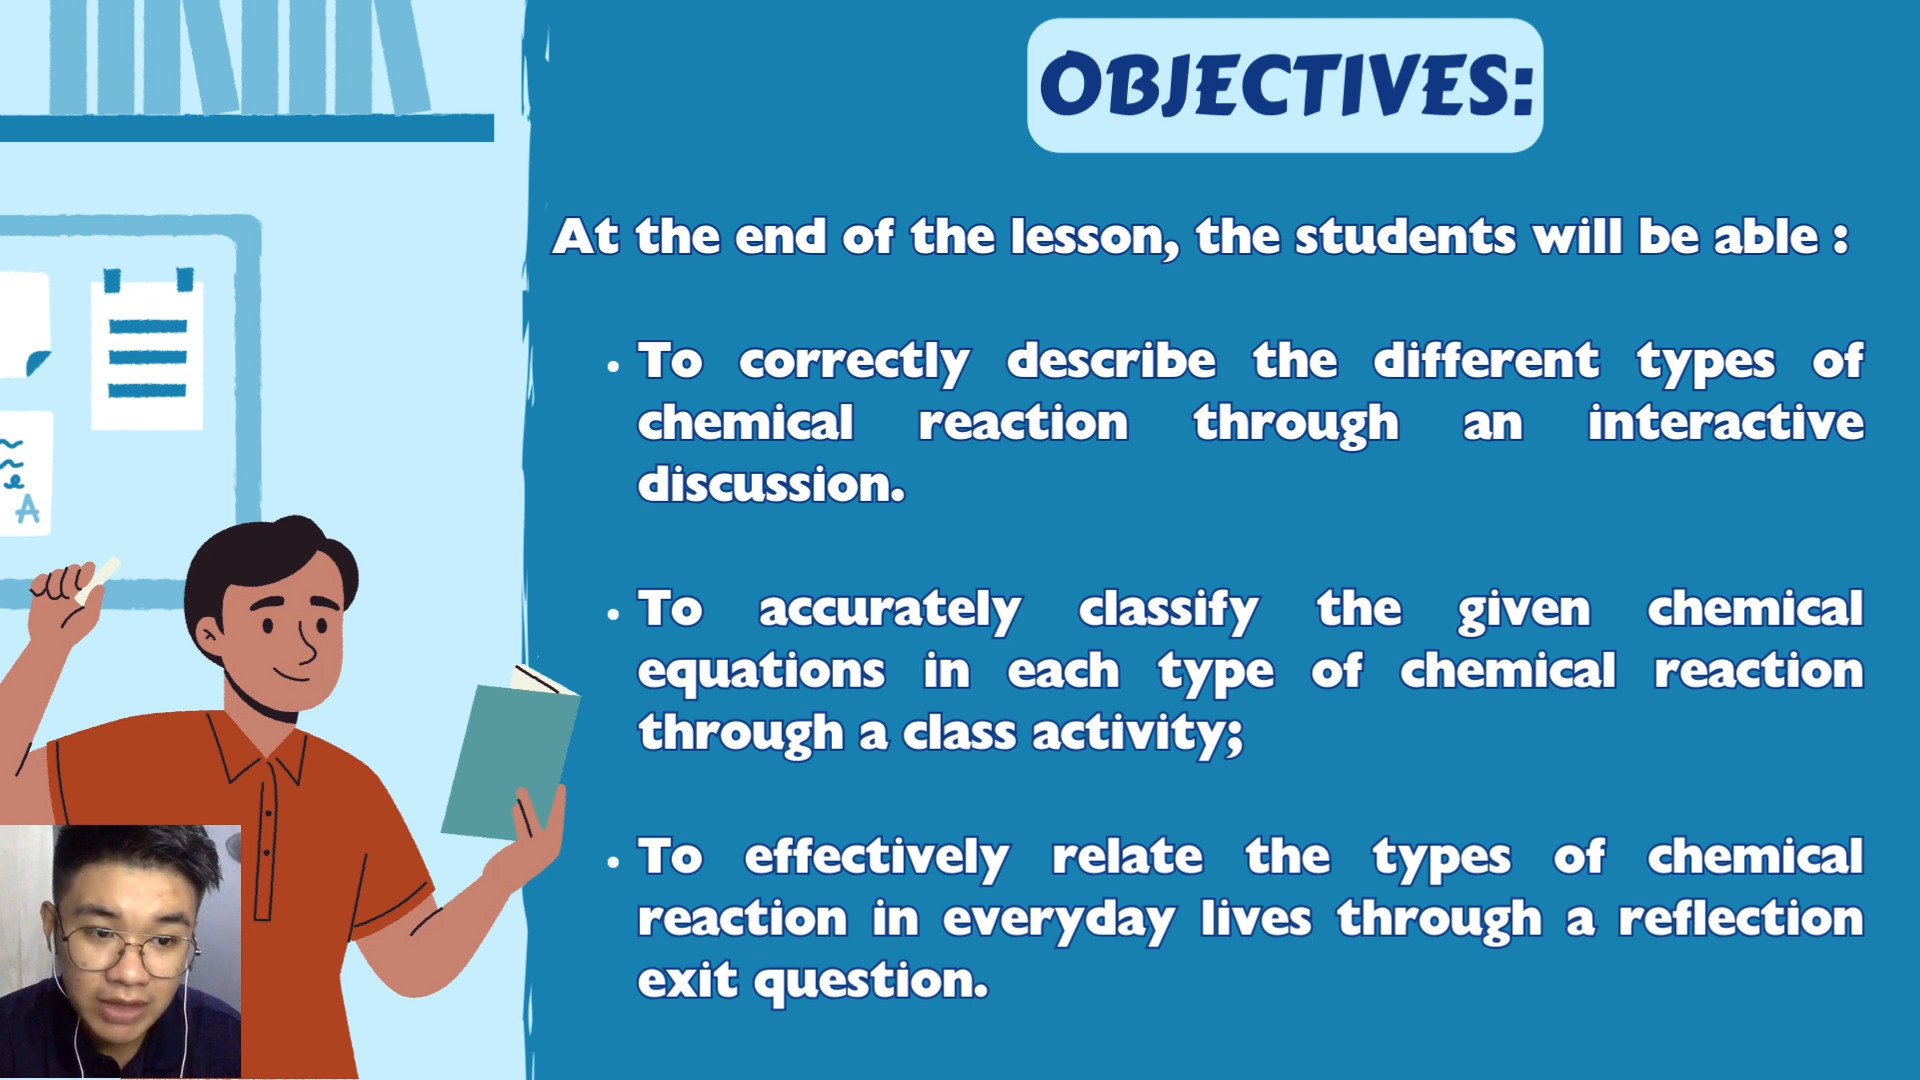 OBJECTIVES:
At the end of the lesson, the students will be able :
• To correctly describe the different types of
chemical reaction through an interactive
discussion.
• To accurately classify the given chemical
equations in each type of chemical reaction
through a class activity;
• To effectively relate the types of chemical
reaction in everyday lives through a reflection
exit question.
A